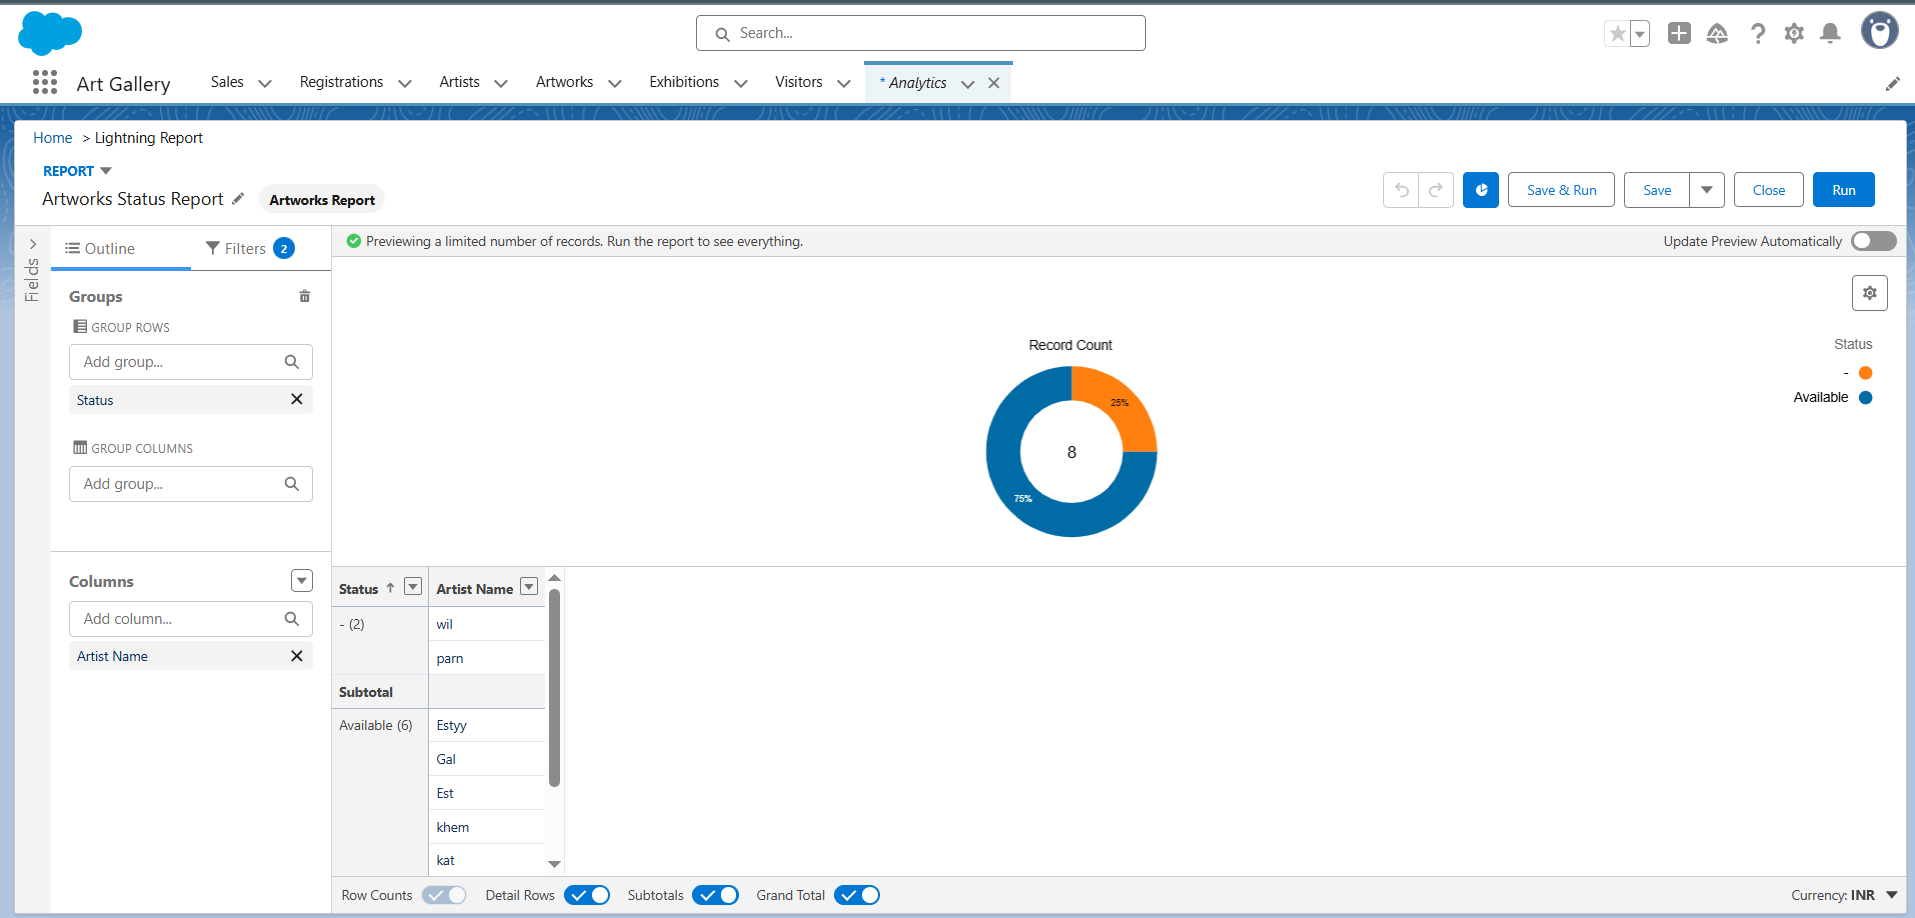 Search...
Art Gallery
Sales
Registrations
Artists
Artworks
Exhibitions
Visitors
* Analytics
Home > Lightning Report
REPORT
Artworks Status Report
Artworks Report
Save & Run
Save
Close
Run
Fields
Outline
Filters 2
Previewing a limited number of records. Run the report to see everything.
Update Preview Automatically
Groups
GROUP ROWS
Add group...
Status
GROUP COLUMNS
Add group...
Columns
Add column...
Artist Name
Record Count
25%
8
75%
Status
-
Available
Status ↑
Artist Name
- (2)
wil
parn
Subtotal
Available (6)
Estyy
Gal
Est
khem
kat
Row Counts
Detail Rows
Subtotals
Grand Total
Currency: INR